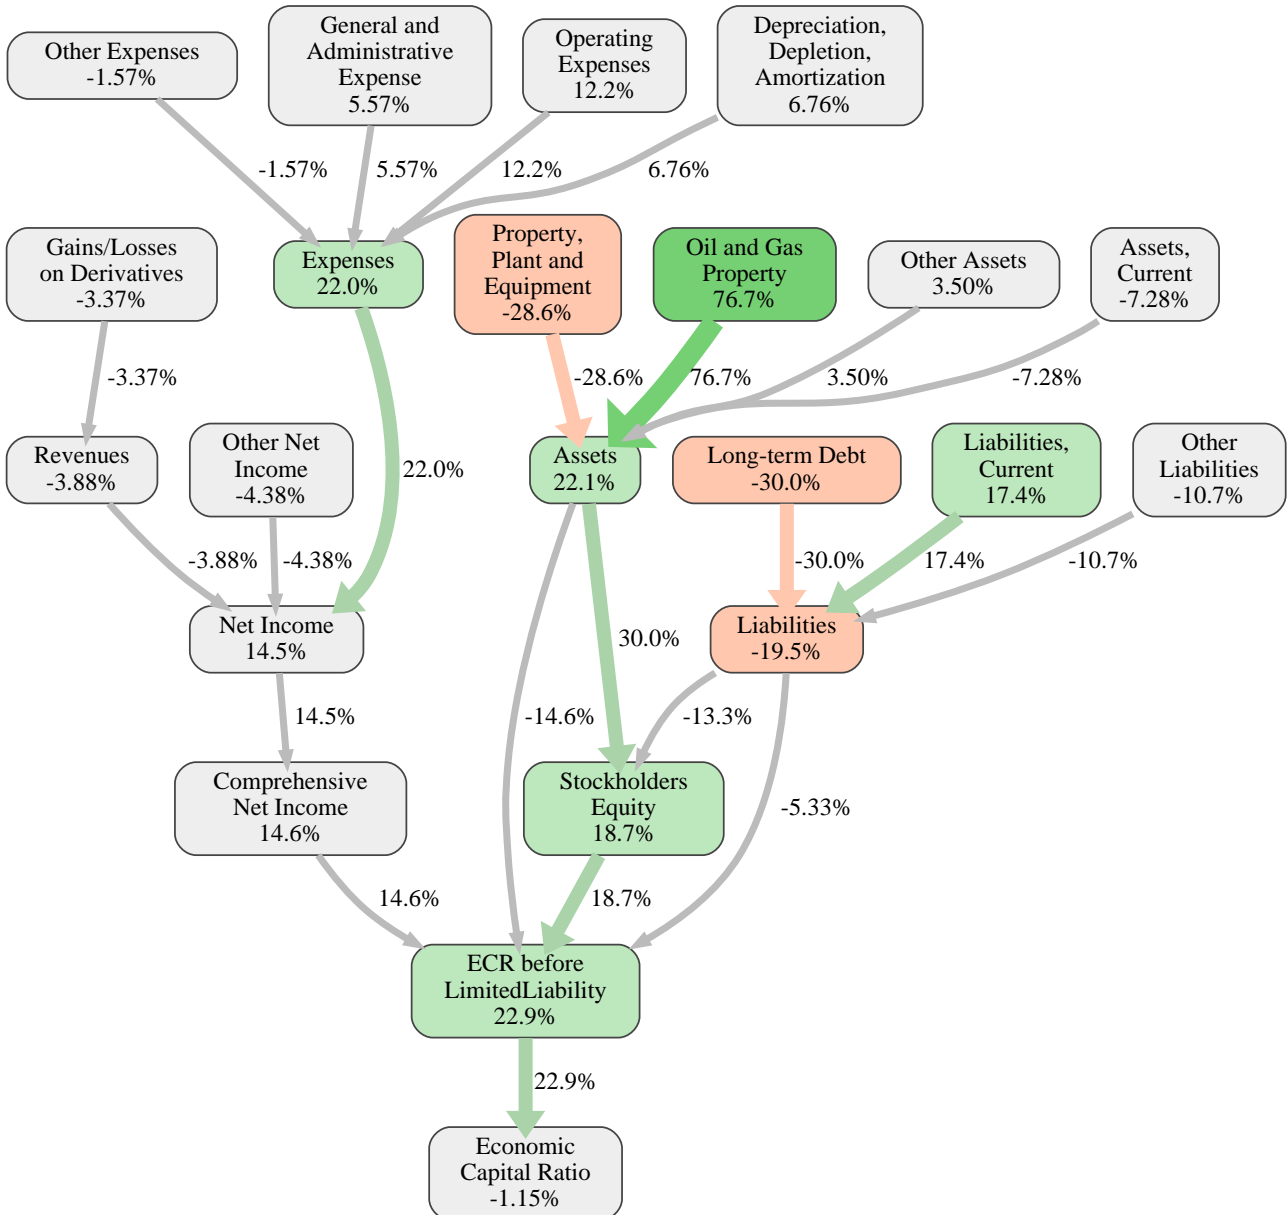 Other Expenses
-1.57%
General and
Administrative
Expense
5.57%
Operating
Expenses
12.2%
Depreciation,
Depletion,
Amortization
6.76%
-1.57%
5.57%
12.2%
6.76%
Gains/Losses
on Derivatives
-3.37%
Expenses
22.0%
Property,
Plant and
Equipment
-28.6%
Oil and Gas
Property
76.7%
Other Assets
3.50%
Assets,
Current
-7.28%
-3.37%
-28.6%
76.7%
3.50%
-7.28%
Revenues
-3.88%
Other Net
Income
-4.38%
22.0%
Assets
22.1%
Long-term Debt
-30.0%
Liabilities,
Current
17.4%
Other
Liabilities
-10.7%
-3.88%
-4.38%
-30.0%
17.4%
-10.7%
Net Income
14.5%
30.0%
Liabilities
-19.5%
14.5%
-14.6%
-13.3%
Comprehensive
Net Income
14.6%
Stockholders
Equity
18.7%
-5.33%
14.6%
18.7%
ECR before
LimitedLiability
22.9%
22.9%
Economic
Capital Ratio
-1.15%